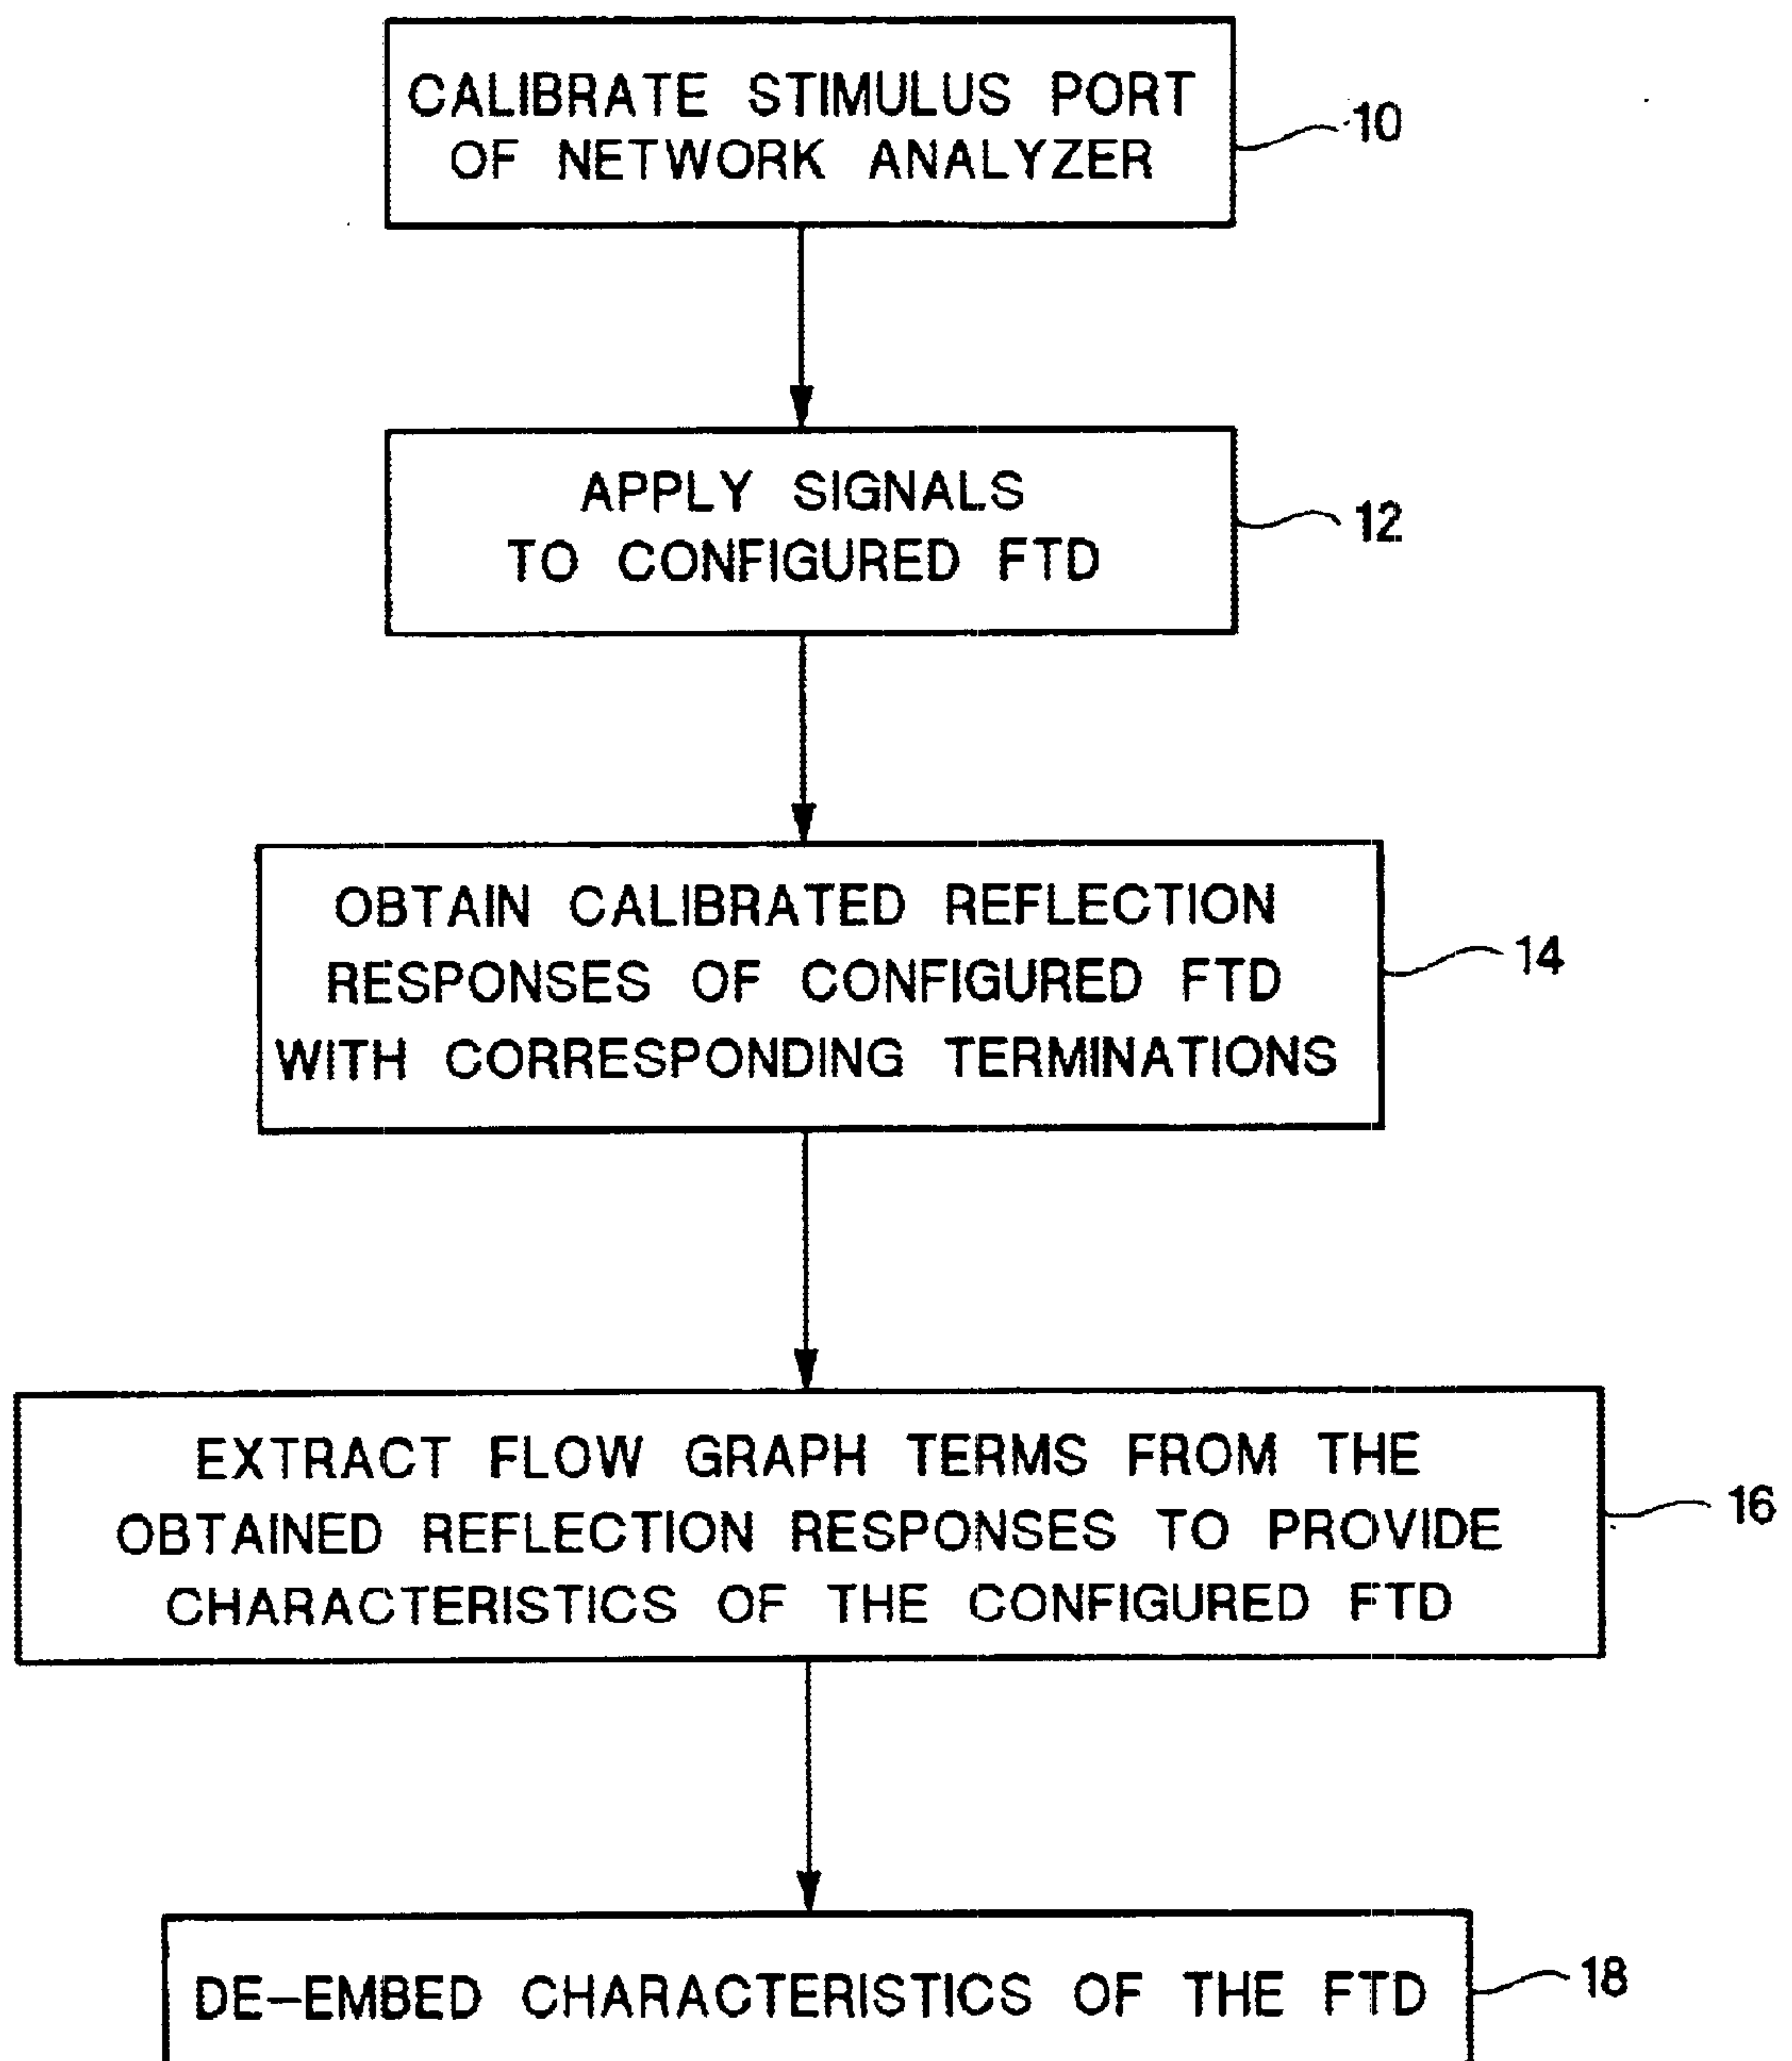 CALIBRATE STIMULUS PORT
OF NETWORK ANALYZER
10
APPLY SIGNALS
TO CONFIGURED FTD
12
OBTAIN CALIBRATED REFLECTION
RESPONSES OF CONFIGURED FTD
WITH CORRESPONDING TERMINATIONS
14
EXTRACT FLOW GRAPH TERMS FROM THE
OBTAINED REFLECTION RESPONSES TO PROVIDE
CHARACTERISTICS OF THE CONFIGURED FTD
16
DE-EMBED CHARACTERISTICS OF THE FTD
18